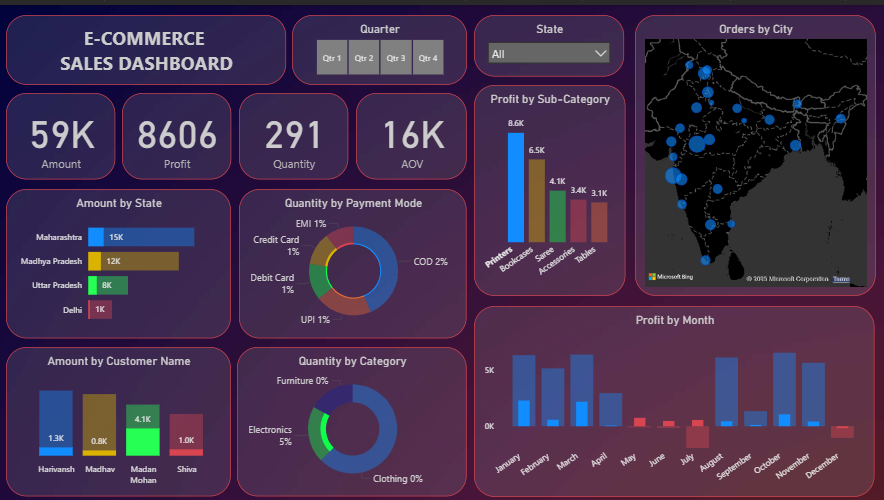 E-COMMERCE
SALES DASHBOARD
Quarter
Qtr 1 Qtr 2 Qtr 3 Qtr 4
State
All
Orders by City
Microsoft Bing
© 2023 Microsoft Corporation Terms
59K
Amount
8606
Profit
291
Quantity
16K
AOV
Profit by Sub-Category
8.6K
6.5K
4.1K
3.4K
3.1K
Printers
Bookcases
Saree
Accessories
Tables
Amount by State
Maharashtra 15K
Madhya Pradesh 12K
Uttar Pradesh 8K
Delhi 1K
Quantity by Payment Mode
EMI 1%
Credit Card
1%
Debit Card
1%
UPI 1%
COD 2%
Profit by Month
5K
0K
January
February
March
April
May
June
July
August
September
October
November
December
Amount by Customer Name
1.3K
0.8K
4.1K
1.0K
Harivansh
Madhav
Madan
Mohan
Shiva
Quantity by Category
Furniture 0%
Electronics
5%
Clothing 0%